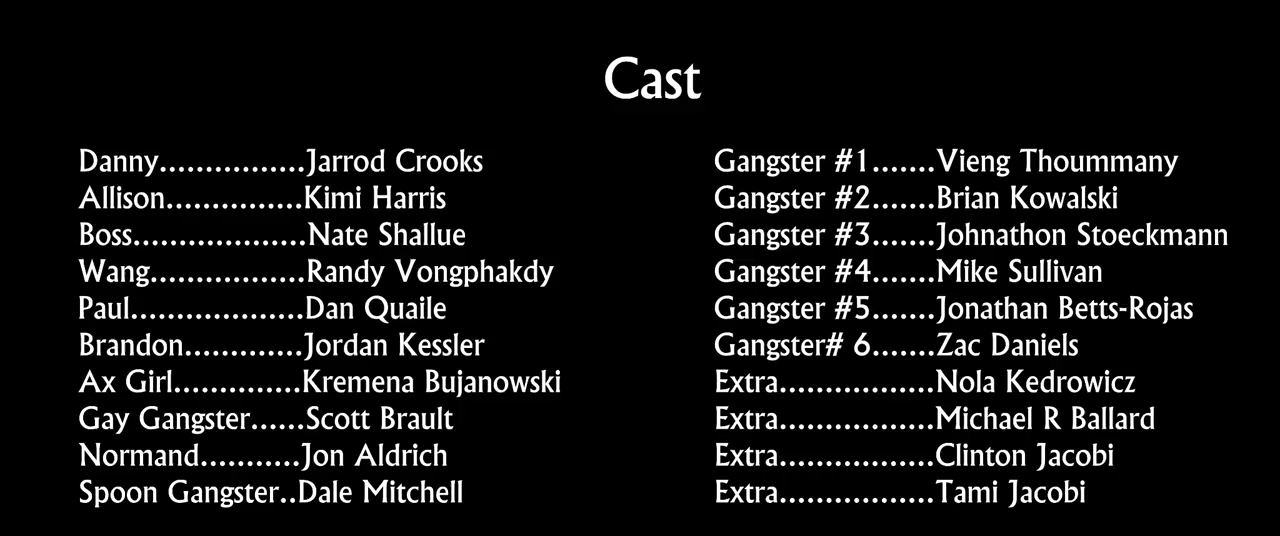 Cast
Danny................Jarrod Crooks
Allison...............Kimi Harris
Boss...................Nate Shallue
Wang.................Randy Vongphakdy
Paul...................Dan Quaile
Brandon.............Jordan Kessler
Ax Girl..............Kremena Bujanowski
Gay Gangster......Scott Brault
Normand...........Jon Aldrich
Spoon Gangster..Dale Mitchell
Gangster #1.......Vieng Thoummany
Gangster #2.......Brian Kowalski
Gangster #3.......Johnathon Stoeckmann
Gangster #4.......Mike Sullivan
Gangster #5.......Jonathan Betts-Rojas
Gangster# 6.......Zac Daniels
Extra.................Nola Kedrowicz
Extra.................Michael R Ballard
Extra.................Clinton Jacobi
Extra.................Tami Jacobi